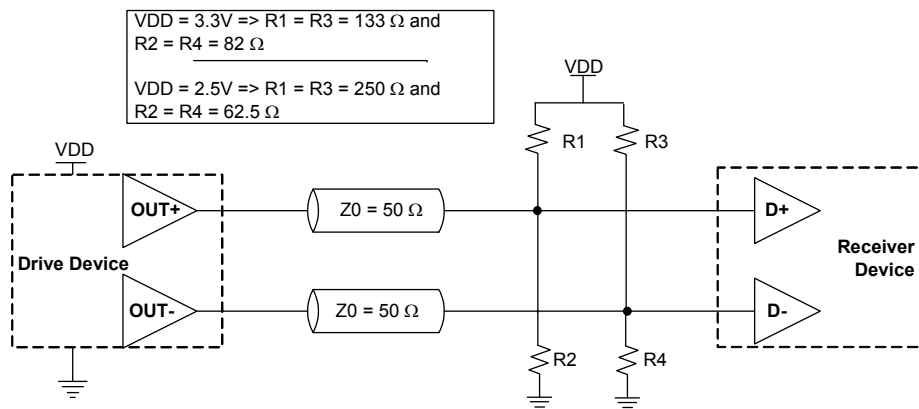 VDD = 3.3V => R1 = R3 = 133 Ω and
R2 = R4 = 82 Ω
VDD = 2.5V => R1 = R3 = 250 Ω and
R2 = R4 = 62.5 Ω
VDD
R1
R3
VDD
OUT+
Z0 = 50 Ω
D+
Drive Device
Receiver
Device
OUT-
Z0 = 50 Ω
D-
R2
R4